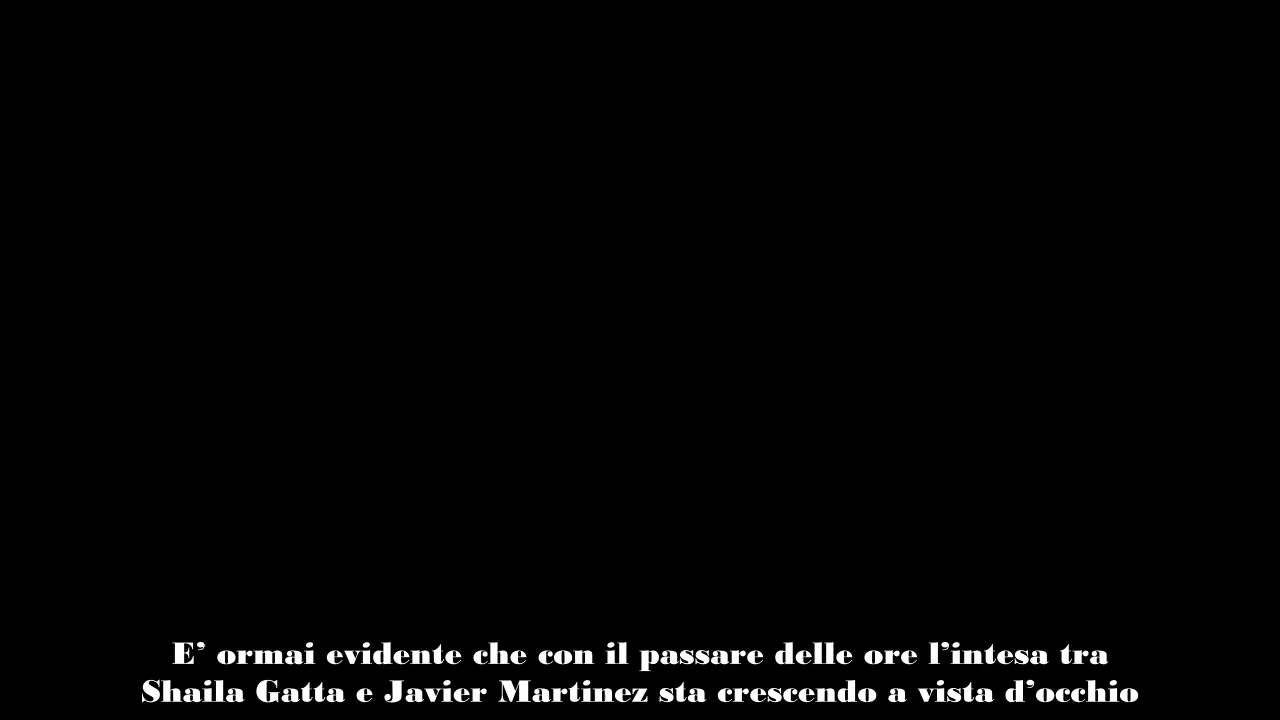 E’ ormai evidente che con il passare delle ore l’intesa tra
Shaila Gatta e Javier Martinez sta crescendo a vista d’occhio